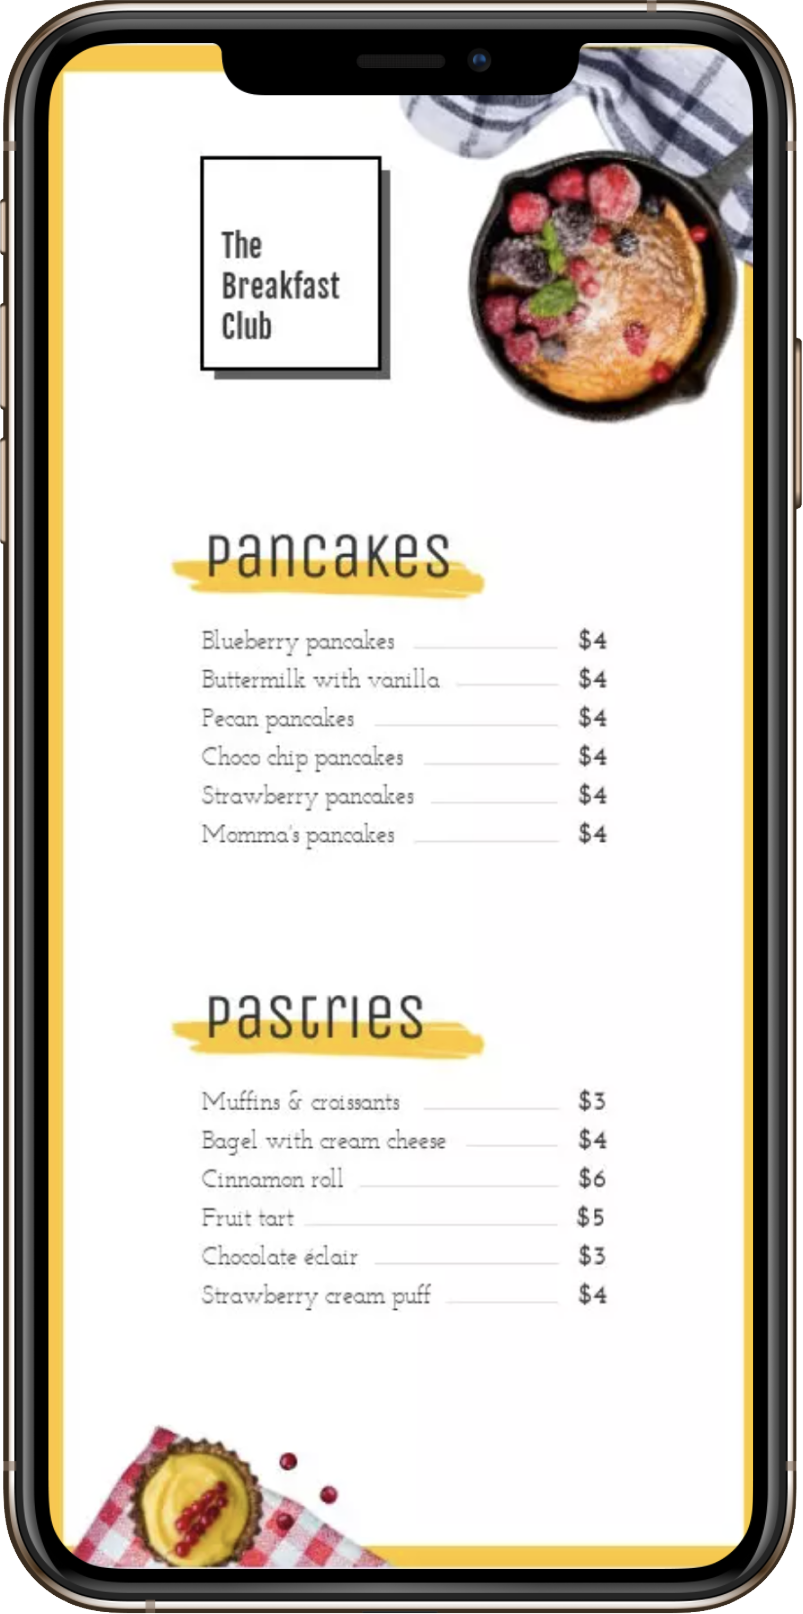 The
Breakfast
Club
pancakes
Blueberry pancakes $4
Buttermilk with vanilla $4
Pecan pancakes $4
Choco chip pancakes $4
Strawberry pancakes $4
Momma's pancakes $4
pastries
Muffins & croissants $3
Bagel with cream cheese $4
Cinnamon roll $6
Fruit tart $5
Chocolate éclair $3
Strawberry cream puff $4